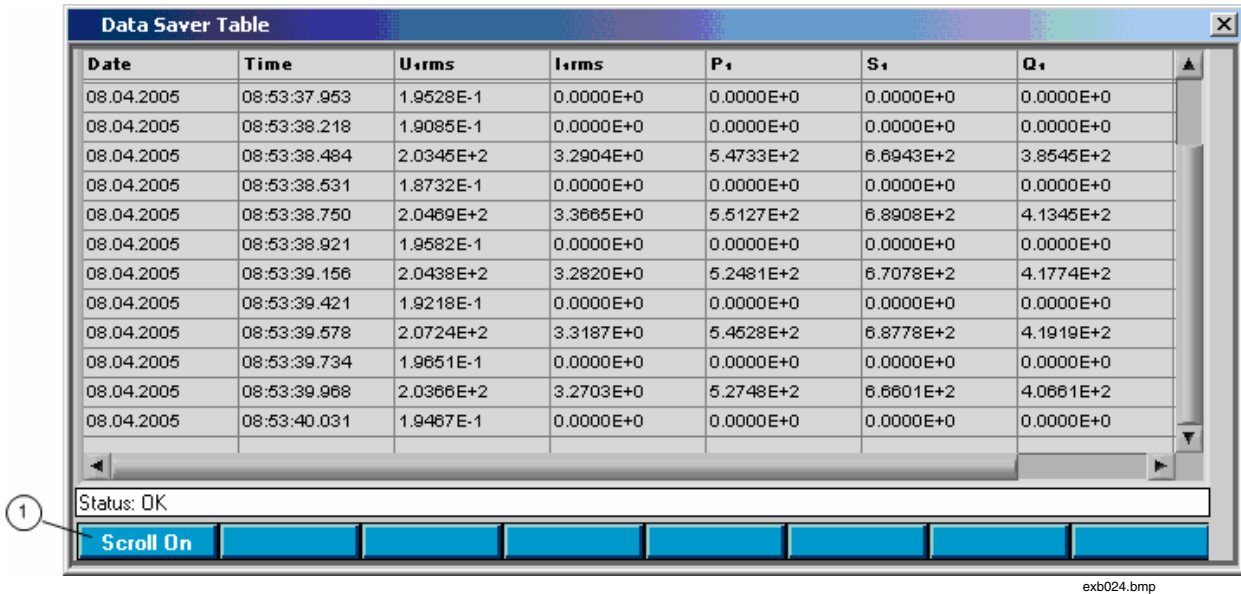 Data Saver Table
Date Time U₁rms I₁rms P₁ S₁ Q₁
08.04.2005 08:53:37.953 1.9528E-1 0.0000E+0 0.0000E+0 0.0000E+0 0.0000E+0
08.04.2005 08:53:38.218 1.9085E-1 0.0000E+0 0.0000E+0 0.0000E+0 0.0000E+0
08.04.2005 08:53:38.484 2.0345E+2 3.2904E+0 5.4733E+2 6.6943E+2 3.8545E+2
08.04.2005 08:53:38.531 1.8732E-1 0.0000E+0 0.0000E+0 0.0000E+0 0.0000E+0
08.04.2005 08:53:38.750 2.0469E+2 3.3665E+0 5.5127E+2 6.8908E+2 4.1345E+2
08.04.2005 08:53:38.921 1.9582E-1 0.0000E+0 0.0000E+0 0.0000E+0 0.0000E+0
08.04.2005 08:53:39.156 2.0438E+2 3.2820E+0 5.2481E+2 6.7078E+2 4.1774E+2
08.04.2005 08:53:39.421 1.9218E-1 0.0000E+0 0.0000E+0 0.0000E+0 0.0000E+0
08.04.2005 08:53:39.578 2.0724E+2 3.3187E+0 5.4528E+2 6.8778E+2 4.1919E+2
08.04.2005 08:53:39.734 1.9651E-1 0.0000E+0 0.0000E+0 0.0000E+0 0.0000E+0
08.04.2005 08:53:39.968 2.0366E+2 3.2703E+0 5.2748E+2 6.6601E+2 4.0661E+2
08.04.2005 08:53:40.031 1.9467E-1 0.0000E+0 0.0000E+0 0.0000E+0 0.0000E+0
Status: OK
1
Scroll On
exb024.bmp